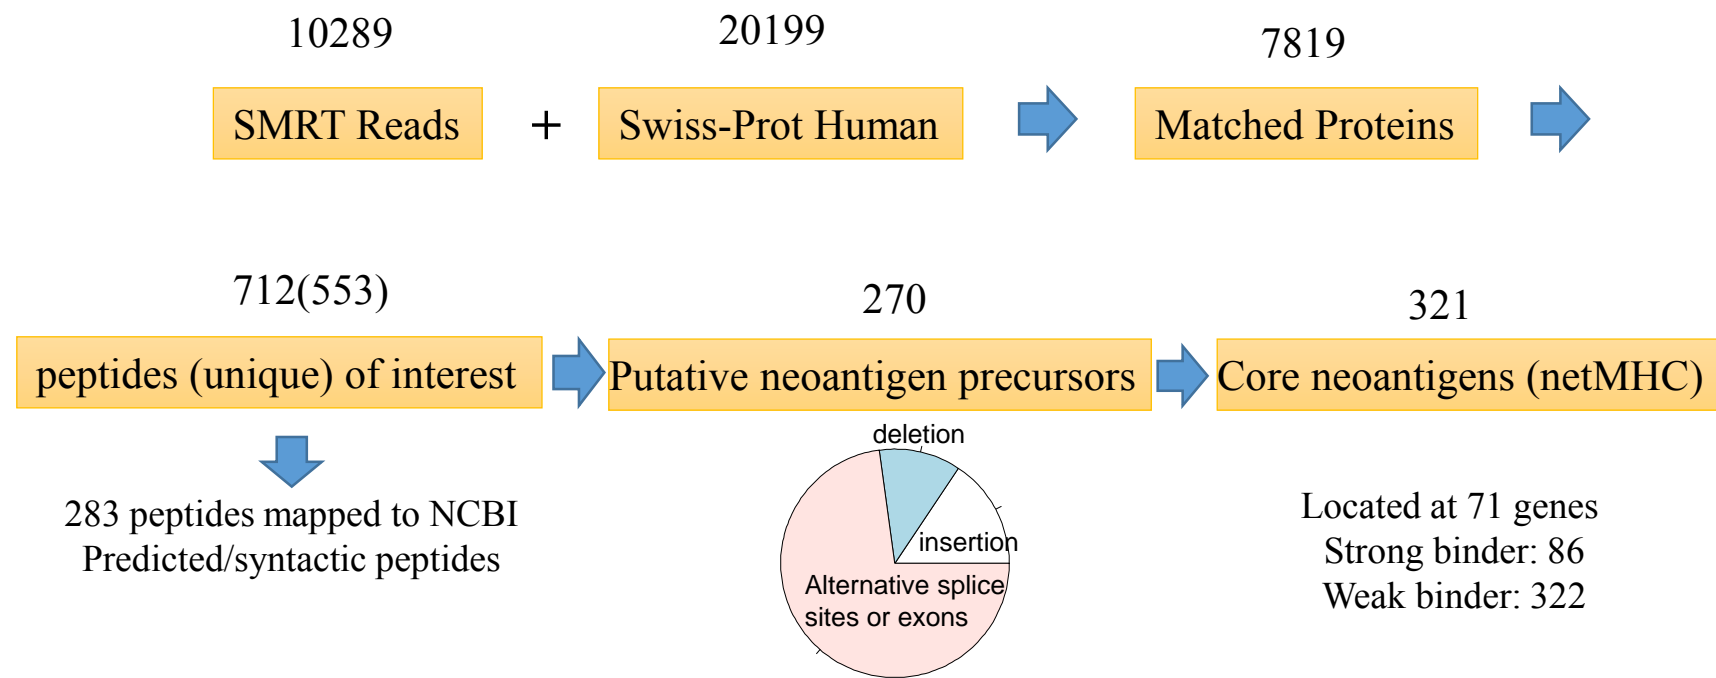 10289
20199
7819
SMRT Reads
+
Swiss-Prot Human
Matched Proteins
712(553)
270
321
peptides (unique) of interest
Putative neoantigen precursors
Core neoantigens (netMHC)
283 peptides mapped to NCBI
Predicted/syntactic peptides
deletion
insertion
Alternative splice
sites or exons
Located at 71 genes
Strong binder: 86
Weak binder: 322